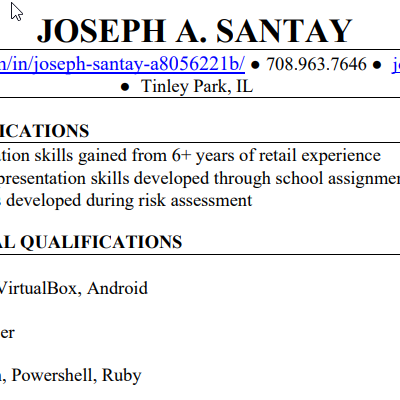 JOSEPH A. SANTAY
n/in/joseph-santay-a8056221b/ ● 708.963.7646 ● j
● Tinley Park, IL
ICATIONS
tion skills gained from 6+ years of retail experience
presentation skills developed through school assignmen
s developed during risk assessment
AL QUALIFICATIONS
VirtualBox, Android
er
, Powershell, Ruby